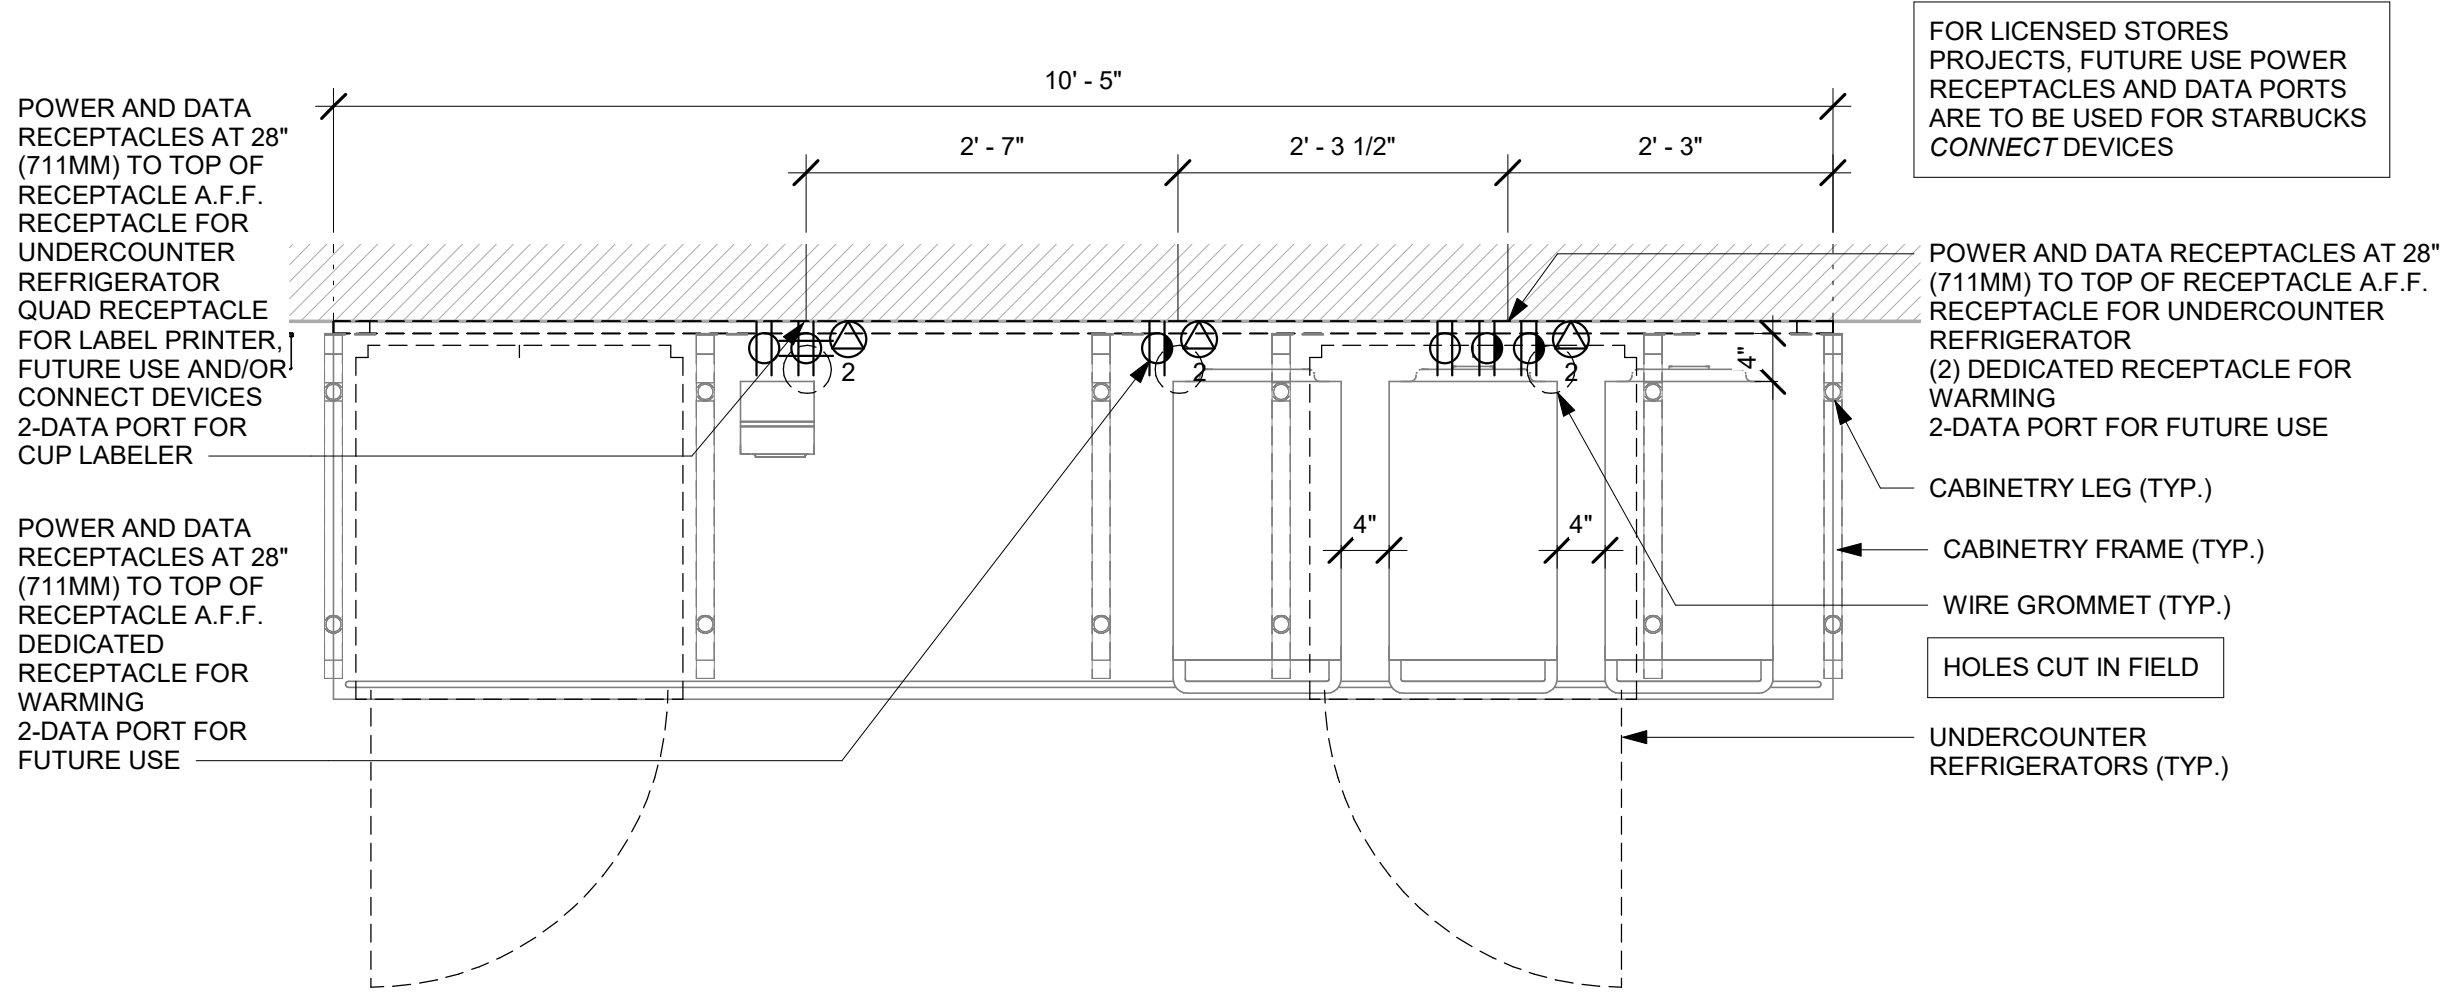 FOR LICENSED STORES
PROJECTS, FUTURE USE POWER
RECEPTACLES AND DATA PORTS
ARE TO BE USED FOR STARBUCKS
CONNECT DEVICES
10' - 5"
2' - 7"
2' - 3 1/2"
2' - 3"
POWER AND DATA
RECEPTACLES AT 28"
(711MM) TO TOP OF
RECEPTACLE A.F.F.
RECEPTACLE FOR
UNDERCOUNTER
REFRIGERATOR
QUAD RECEPTACLE
FOR LABEL PRINTER,
FUTURE USE AND/OR
CONNECT DEVICES
2-DATA PORT FOR
CUP LABELER
POWER AND DATA
RECEPTACLES AT 28"
(711MM) TO TOP OF
RECEPTACLE A.F.F.
DEDICATED
RECEPTACLE FOR
WARMING
2-DATA PORT FOR
FUTURE USE
2
2
2
4"
4"
4"
POWER AND DATA RECEPTACLES AT 28"
(711MM) TO TOP OF RECEPTACLE A.F.F.
RECEPTACLE FOR UNDERCOUNTER
REFRIGERATOR
(2) DEDICATED RECEPTACLE FOR
WARMING
2-DATA PORT FOR FUTURE USE
CABINETRY LEG (TYP.)
CABINETRY FRAME (TYP.)
WIRE GROMMET (TYP.)
HOLES CUT IN FIELD
UNDERCOUNTER
REFRIGERATORS (TYP.)